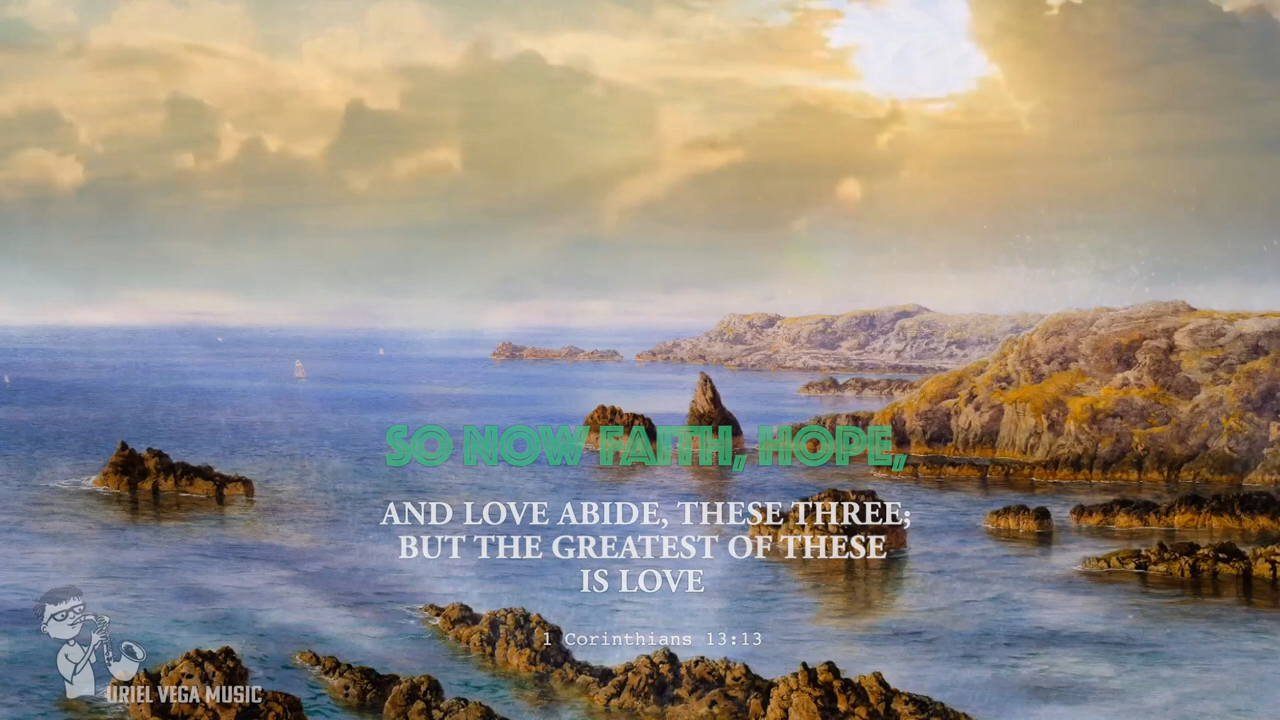 SO NOW FAITH, HOPE,
AND LOVE ABIDE, THESE THREE;
BUT THE GREATEST OF THESE
IS LOVE
1 Corinthians 13:13
URIEL VEGA MUSIC